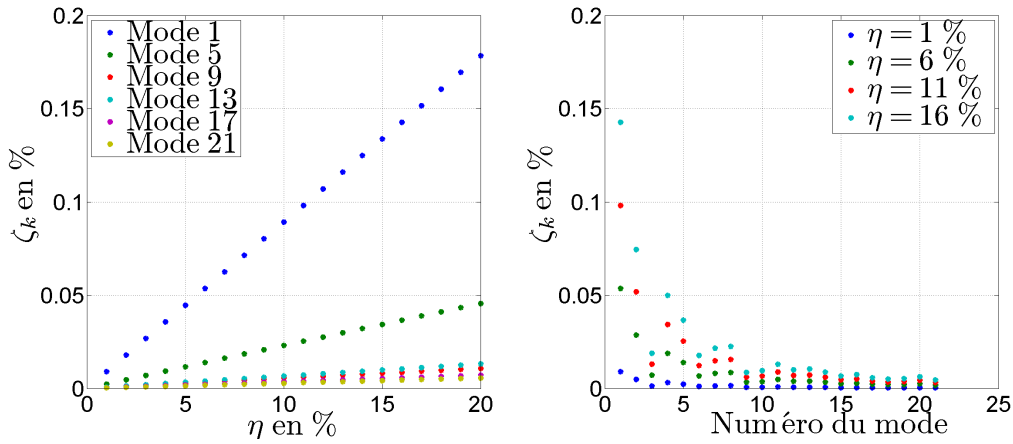 0.2
0.15
0.1
0.05
0
0
5
10
15
20
ζk en %
η en %
Mode 1
Mode 5
Mode 9
Mode 13
Mode 17
Mode 21
0.2
0.15
0.1
0.05
0
0
5
10
15
20
25
ζk en %
Numéro du mode
η = 1 %
η = 6 %
η = 11 %
η = 16 %